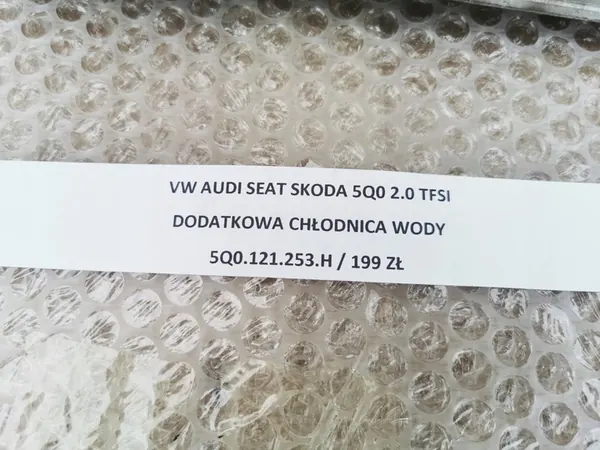 VW AUDI SEAT SKODA 5Q0 2.0 TFSI
DODATKOWA CHŁODNICA WODY
5Q0.121.253.H / 199 ZŁ